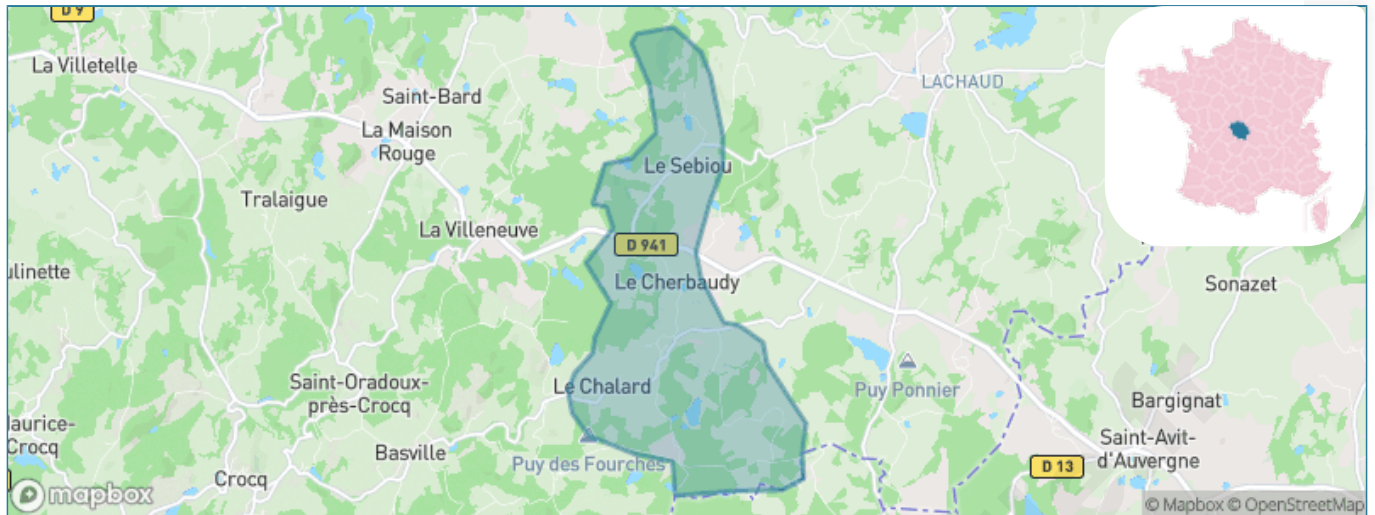 D 9
La Villetelle
Saint-Bard
LACHAUD
La Maison
Rouge
Le Sebiou
Tralaigue
La Villeneuve
D 941
ulinette
Le Cherbaudy
Sonazet
Saint-Oradoux-
près-Crocq
Le Chalard
Puy Ponnier
Bargignat
laurice-
Crocq
Basville
Puy des Fourches
Saint-Avit-
d'Auvergne
D 13
Crocq
mapbox
© Mapbox © OpenStreetMap